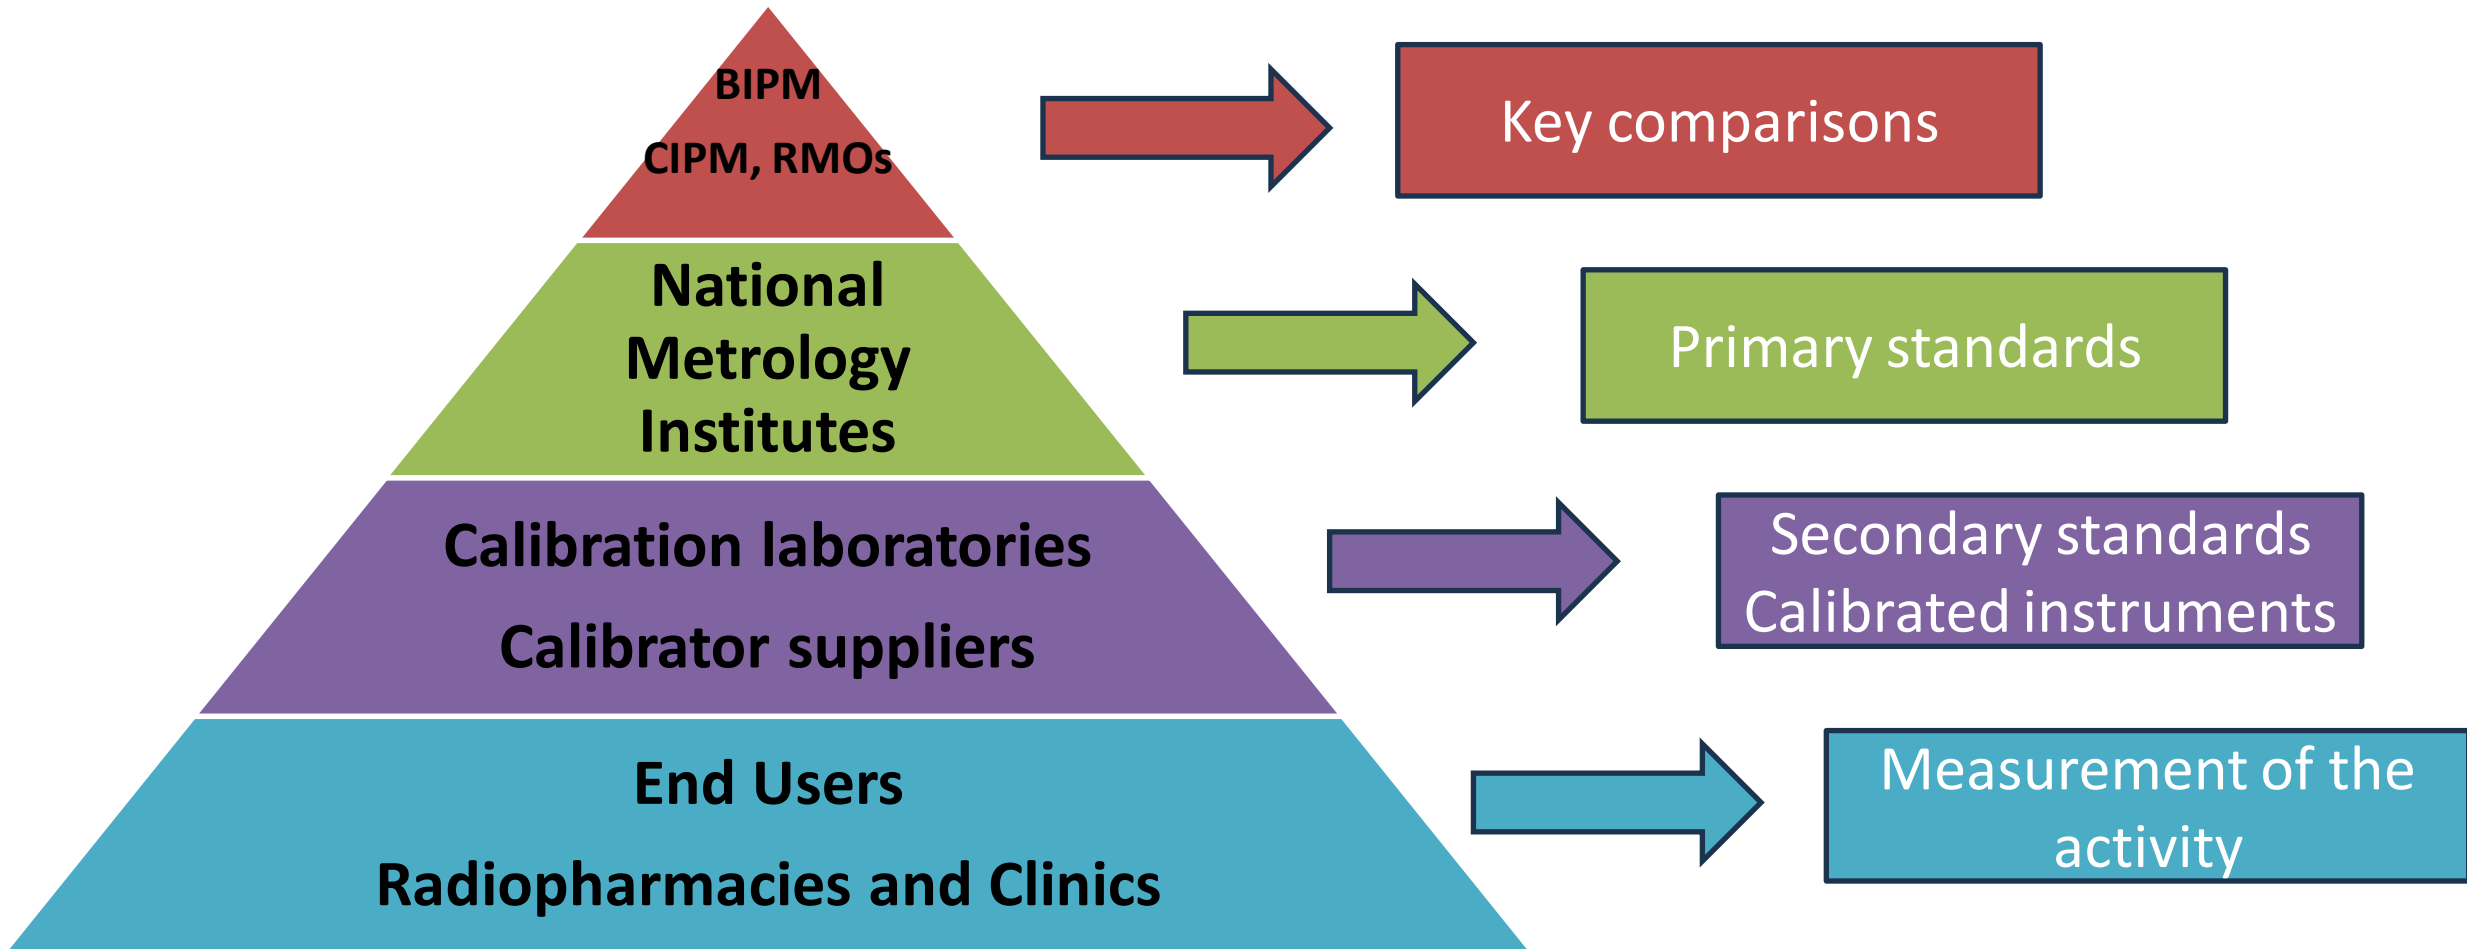 BIPM
CIPM, RMOs
Key comparisons
National
Metrology
Institutes
Primary standards
Calibration laboratories
Calibrator suppliers
Secondary standards
Calibrated instruments
End Users
Radiopharmacies and Clinics
Measurement of the
activity